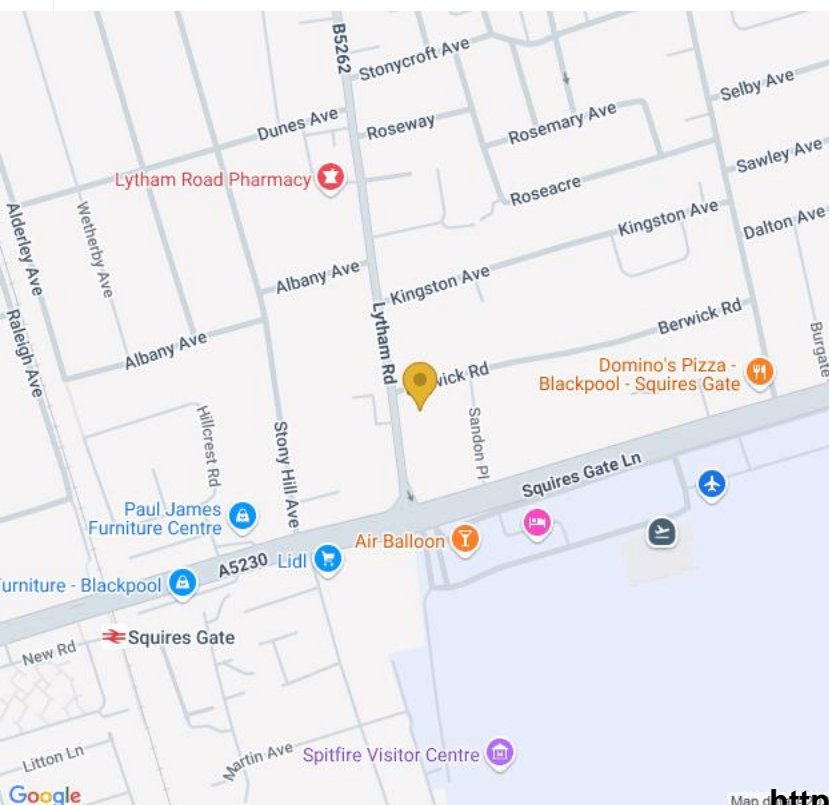 B5262
Stonycroft Ave
Selby Ave
Dunes Ave
Roseway
Rosemary Ave
Lytham Road Pharmacy
Sawley Ave
Roseacre
Alderley Ave
Wetherby Ave
Kingston Ave
Dalton Ave
Albany Ave
Kingston Ave
Lytham Rd
Berwick Rd
Raleigh Ave
Albany Ave
Burgate
Domino's Pizza -
Blackpool - Squires Gate
wick Rd
Hillcrest Rd
Stony Hill Ave
Sandon Pl
Squires Gate Ln
Paul James
Furniture Centre
Air Balloon
A5230
Lidl
urniture - Blackpool
Squires Gate
New Rd
Litton Ln
Martin Ave
Spitfire Visitor Centre
Google
Map d
http